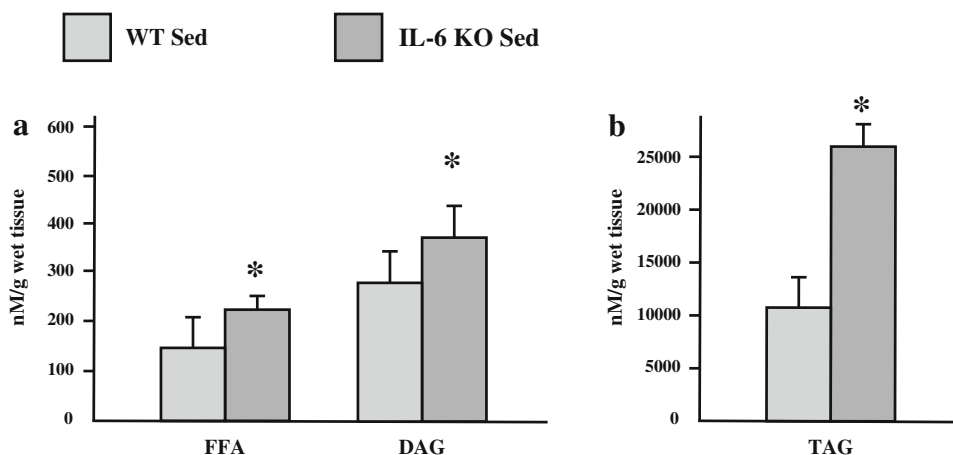 WT Sed
IL-6 KO Sed
a
nM/g wet tissue
600
500
400
300
200
100
0
*
*
FFA
DAG
b
nM/g wet tissue
25000
20000
15000
10000
5000
0
*
TAG